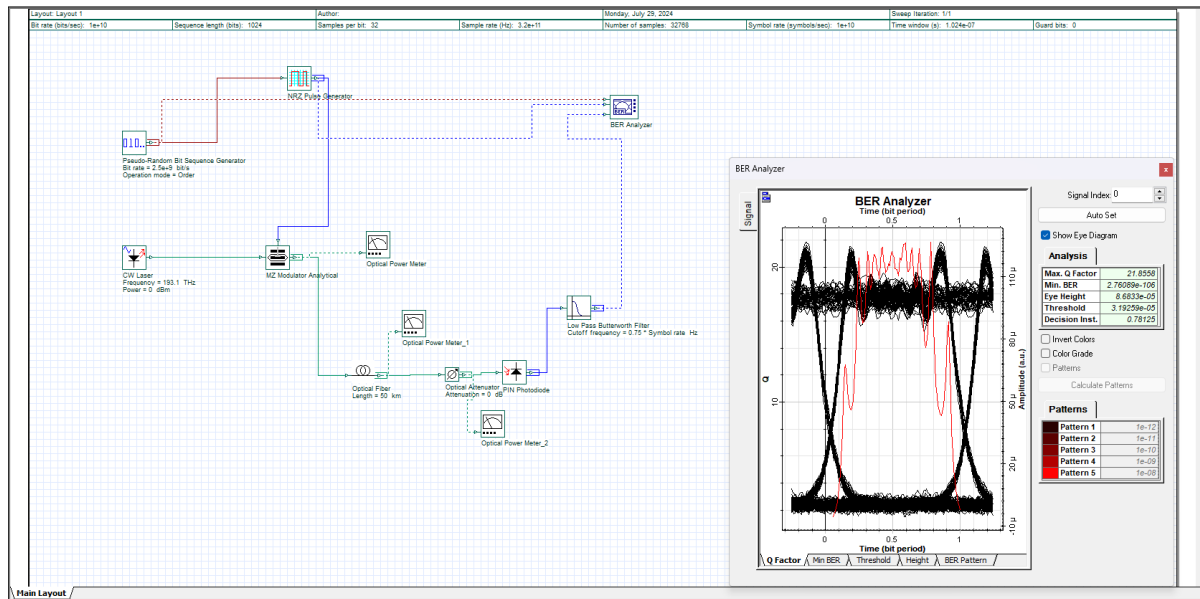 Layout: Layout 1 Author: Monday, July 29, 2024 Sweep Iteration: 1/1
Bit rate (bits/sec): 1e+10 Sequence length (bits): 1024 Samples per bit: 32 Sample rate (Hz): 3.2e+11 Number of samples: 32768 Symbol rate (symbols/sec): 1e+10 Time window (s): 1.024e-07 Guard bits: 0
NRZ Pulse Generator
BER Analyzer
Pseudo-Random Bit Sequence Generator
Bit rate = 2.5e+9 bit/s
Operation mode = Order
CW Laser
Frequency = 193.1 THz
Power = 0 dBm
MZ Modulator Analytical
Optical Power Meter
Optical Power Meter_1
Low Pass Butterworth Filter
Cutoff frequency = 0.75 * Symbol rate Hz
Optical Fiber
Length = 50 km
Optical Attenuator
Attenuation = 0 dB
PIN Photodiode
Optical Power Meter_2
Main Layout
BER Analyzer
x
Signal
BER Analyzer
Time (bit period)
0 0.5 1
Q
20
10
Amplitude (a.u.)
110 µ
80 µ
50 µ
20 µ
-10 µ
0 0.5 1
Time (bit period)
Q Factor Min BER Threshold Height BER Pattern
Signal Index: 0
Auto Set
Show Eye Diagram
Analysis
Max. Q Factor 21.8558
Min. BER 2.76089e-106
Eye Height 8.6833e-05
Threshold 3.19259e-05
Decision Inst. 0.78125
Invert Colors
Color Grade
Patterns
Calculate Patterns
Patterns
Pattern 1 1e-12
Pattern 2 1e-11
Pattern 3 1e-10
Pattern 4 1e-09
Pattern 5 1e-08